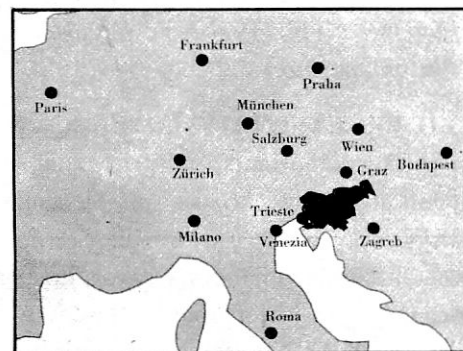 Frankfurt
Praha
Paris
München
Salzburg
Wien
Budapest
Zürich
Graz
Trieste
Milano
Venezia
Zagreb
Roma